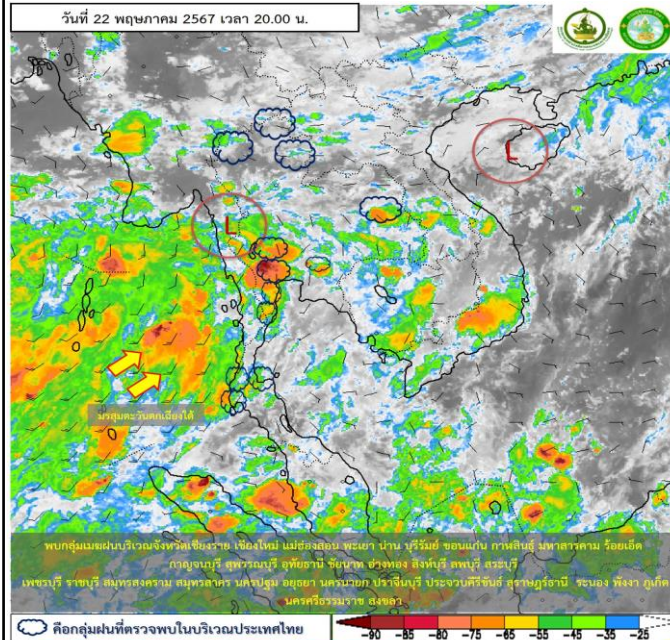 วันที่ 22 พฤษภาคม 2567 เวลา 20.00 น.
L
L
มรสุมตะวันตกเฉียงใต้
พบกลุ่มเมฆฝนบริเวณจังหวัดเชียงราย เชียงใหม่ แม่ฮ่องสอน พะเยา น่าน บุรีรัมย์ ขอนแก่น กาฬสินธุ์ มหาสารคาม ร้อยเอ็ด
กาญจนบุรี สุพรรณบุรี อุทัยธานี ชัยนาท อ่างทอง สิงห์บุรี ลพบุรี สระบุรี
เพชรบุรี ราชบุรี สมุทรสงคราม สมุทรสาคร นครปฐม อยุธยา นครนายก ปราจีนบุรี ประจวบคีรีขันธ์ สุราษฎร์ธานี ระนอง พังงา ภูเก็ต
นครศรีธรรมราช สงขลา
คือกลุ่มฝนที่ตรวจพบในบริเวณประเทศไทย
-90 -85 -80 -75 -65 -55 -45 -35 -25